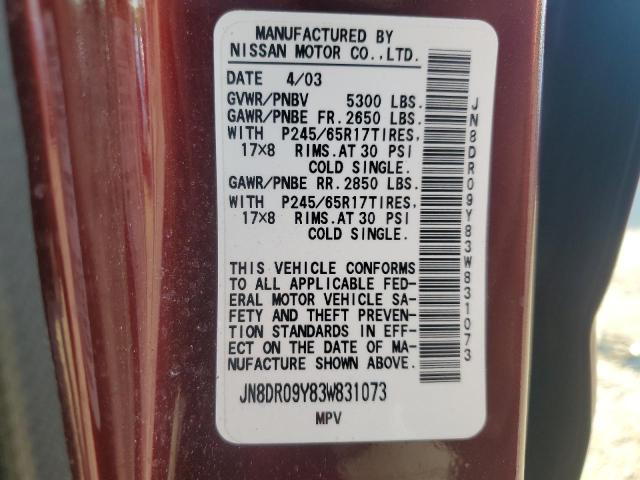 MANUFACTURED BY
NISSAN MOTOR CO.,LTD.
DATE 4/03
GVWR/PNBV 5300 LBS.
GAWR/PNBE FR. 2650 LBS.
WITH P245/65R17TIRES,
17×8 RIMS.AT 30 PSI
COLD SINGLE.
GAWR/PNBE RR. 2850 LBS.
WITH P245/65R17TIRES,
17×8 RIMS.AT 30 PSI
COLD SINGLE.
THIS VEHICLE CONFORMS
TO ALL APPLICABLE FED-
ERAL MOTOR VEHICLE SA-
FETY AND THEFT PREVEN-
TION STANDARDS IN EFF-
ECT ON THE DATE OF MA-
NUFACTURE SHOWN ABOVE.
JN8DR09Y83W831073
MPV
JN8DR09Y83W831073